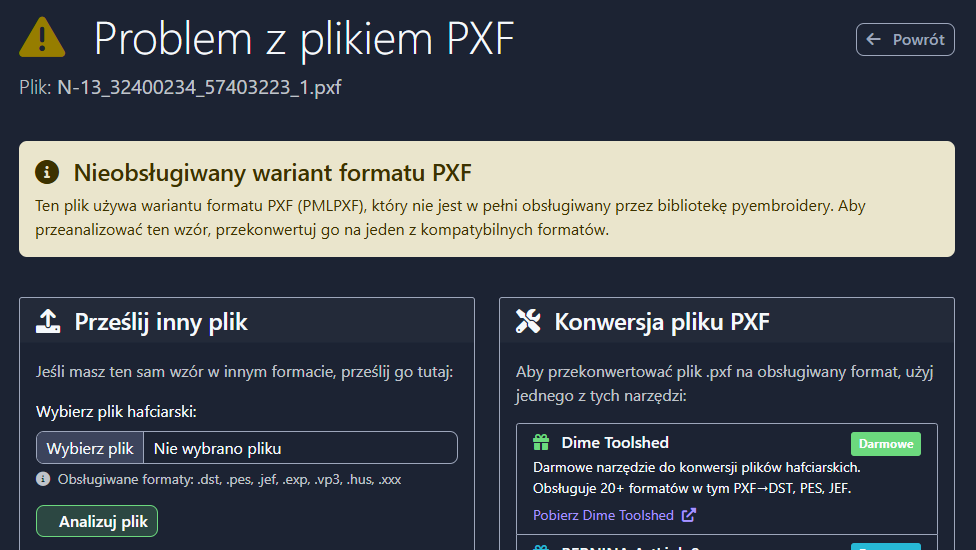 Problem z plikiem PXF
Powrót
Plik: N-13_32400234_57403223_1.pxf
Nieobsługiwany wariant formatu PXF
Ten plik używa wariantu formatu PXF (PMLPXF), który nie jest w pełni obsługiwany przez bibliotekę pyembroidery. Aby
przeanalizować ten wzór, przekonwertuj go na jeden z kompatybilnych formatów.
Prześlij inny plik
Jeśli masz ten sam wzór w innym formacie, prześlij go tutaj:
Wybierz plik hafciarski:
Wybierz plik Nie wybrano pliku
Obsługiwane formaty: .dst, .pes, .jef, .exp, .vp3, .hus, .xxx
Analizuj plik
Konwersja pliku PXF
Aby przekonwertować plik .pxf na obsługiwany format, użyj
jednego z tych narzędzi:
Dime Toolshed
Darmowe
Darmowe narzędzie do konwersji plików hafciarskich.
Obsługuje 20+ formatów w tym PXF→DST, PES, JEF.
Pobierz Dime Toolshed